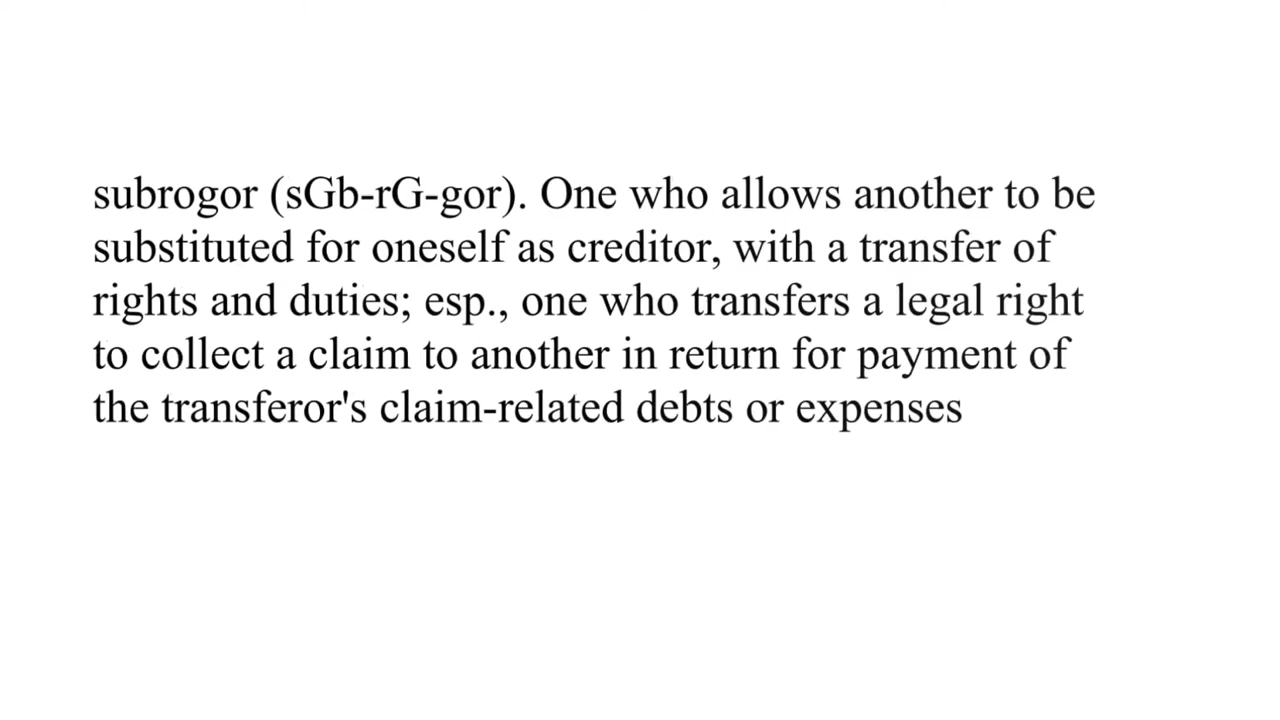 subrogor (sGb-rG-gor). One who allows another to be
substituted for oneself as creditor, with a transfer of
rights and duties; esp., one who transfers a legal right
to collect a claim to another in return for payment of
the transferor's claim-related debts or expenses